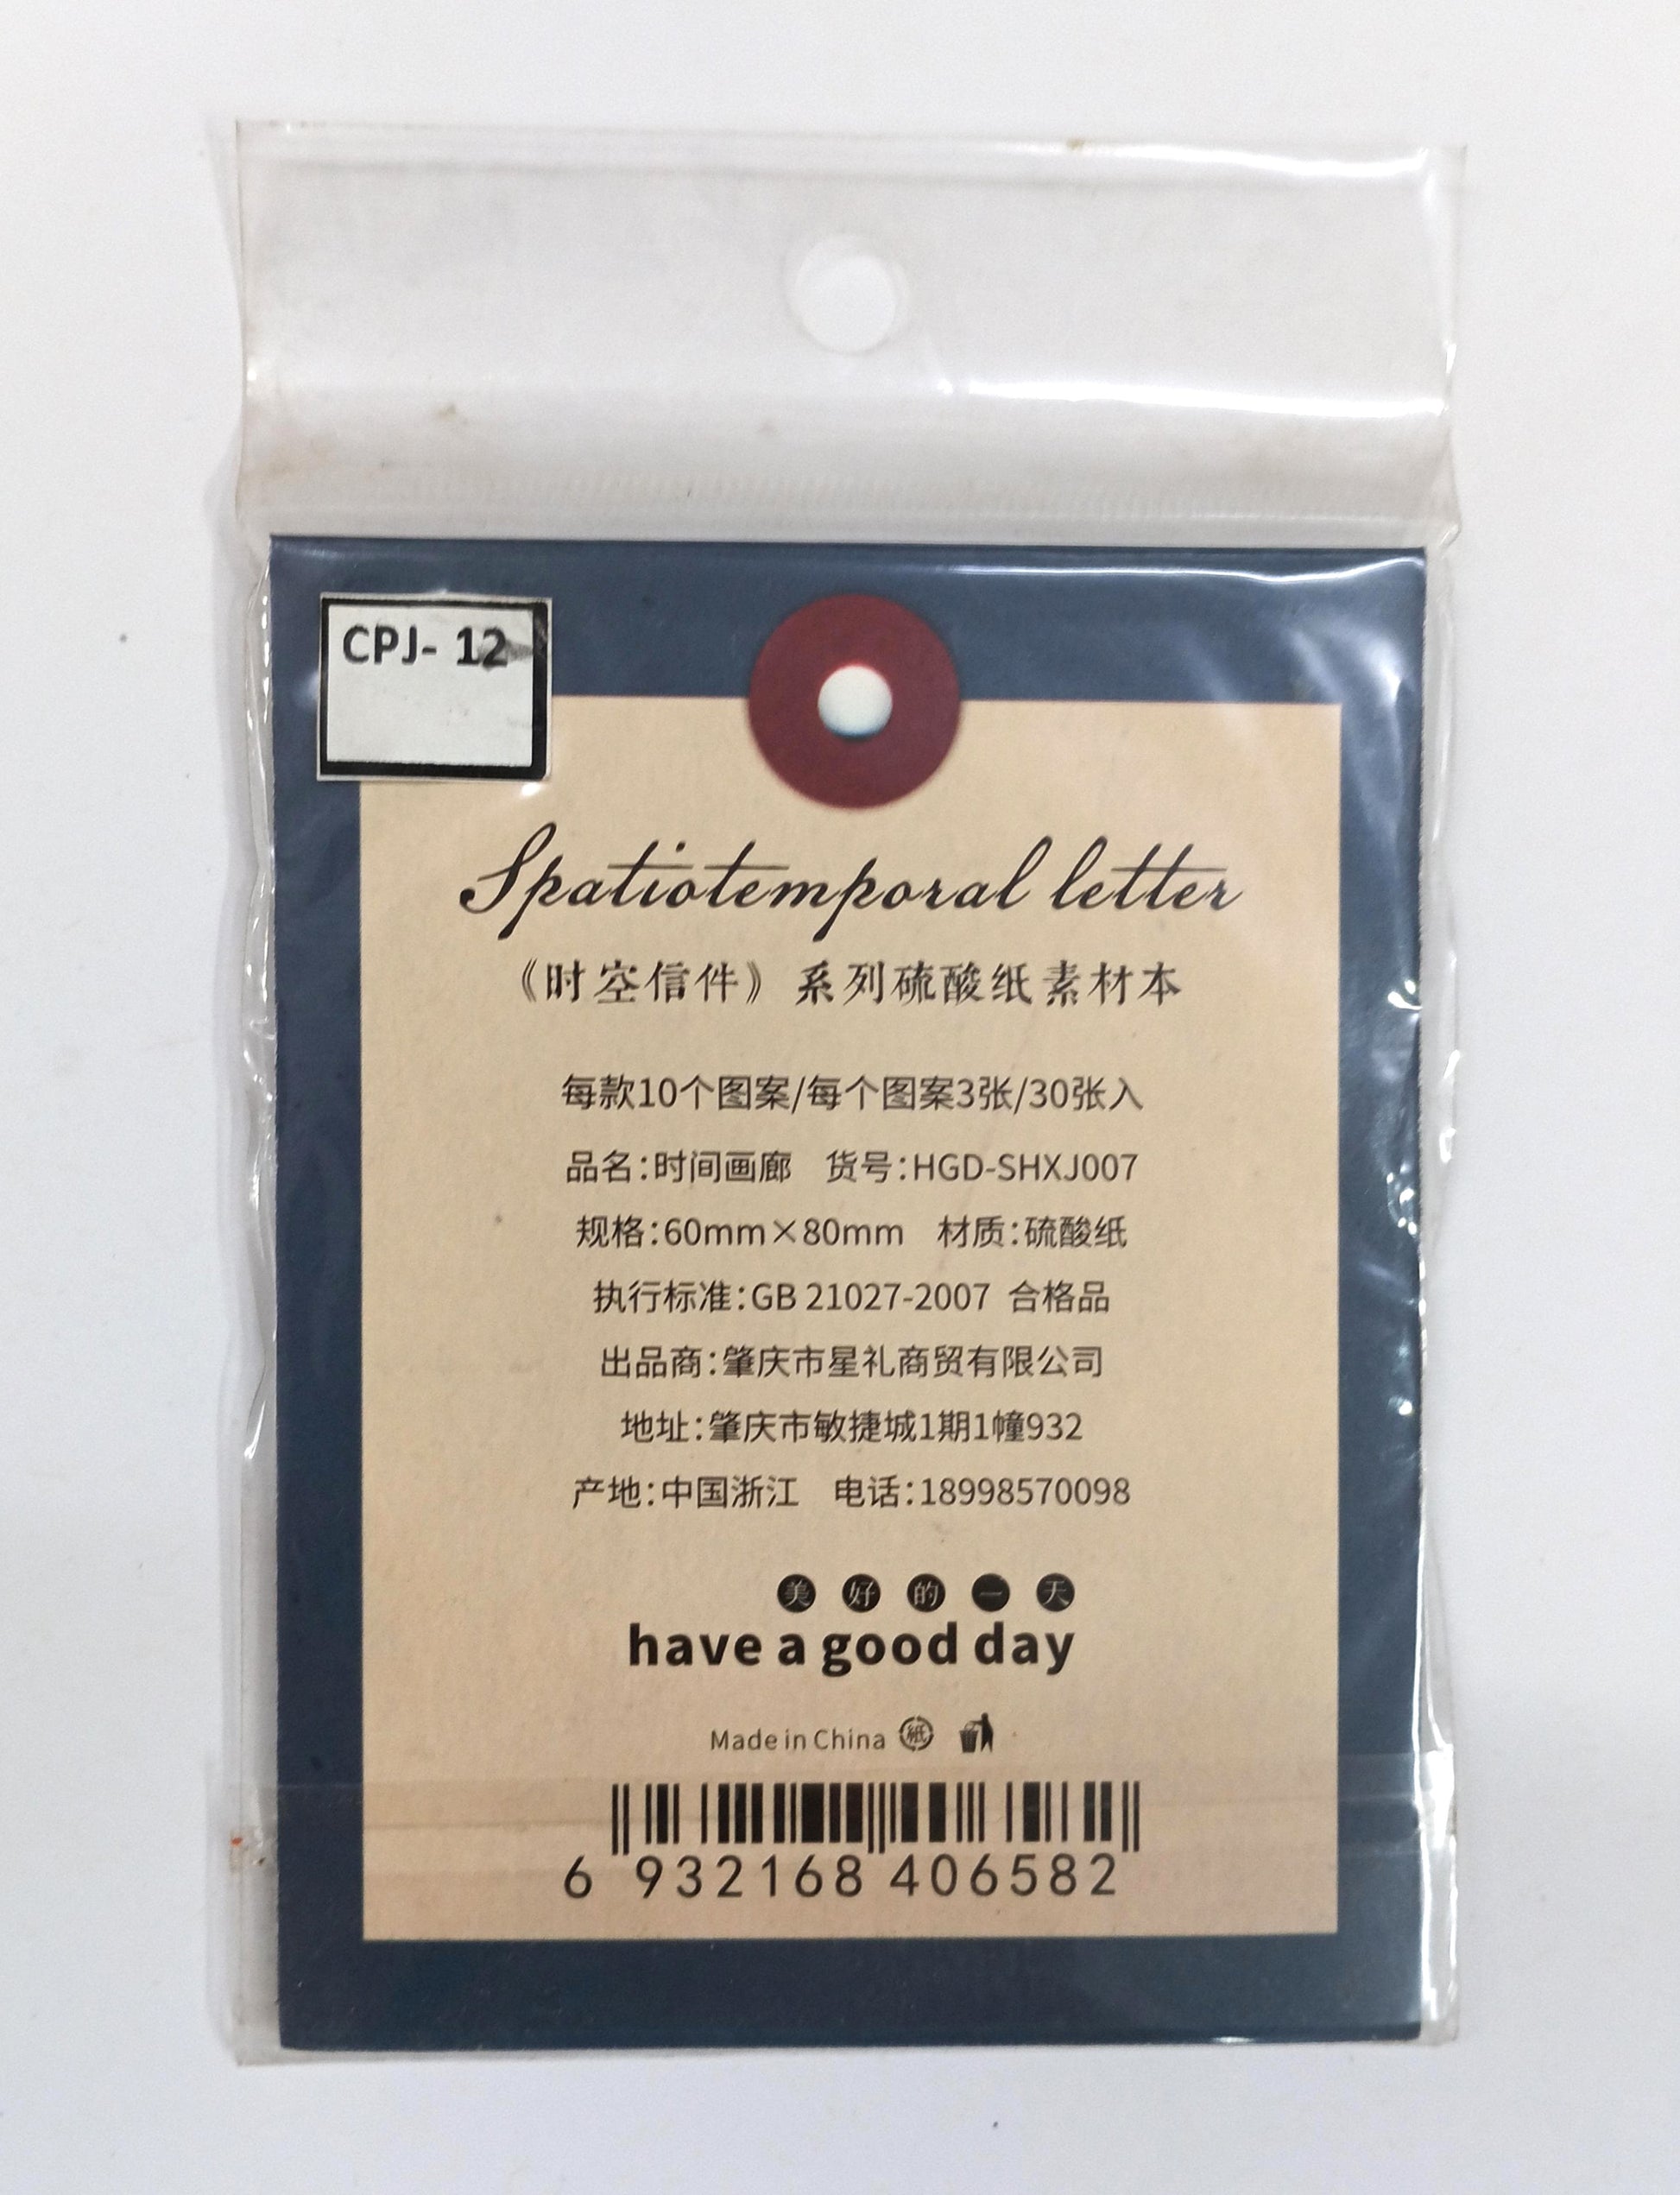 CPJ- 12
Spatiotemporal letter
《时空信件》系列硫酸纸素材本
每款10个图案/每个图案3张/30张入
品名:时间画廊 货号:HGD-SHXJ007
规格:60mm×80mm 材质:硫酸纸
执行标准:GB 21027-2007 合格品
出品商:肇庆市星礼商贸有限公司
地址:肇庆市敏捷城1期1幢932
产地:中国浙江 电话:18998570098
美好的一天
have a good day
Made in China 紙
6 932168 406582